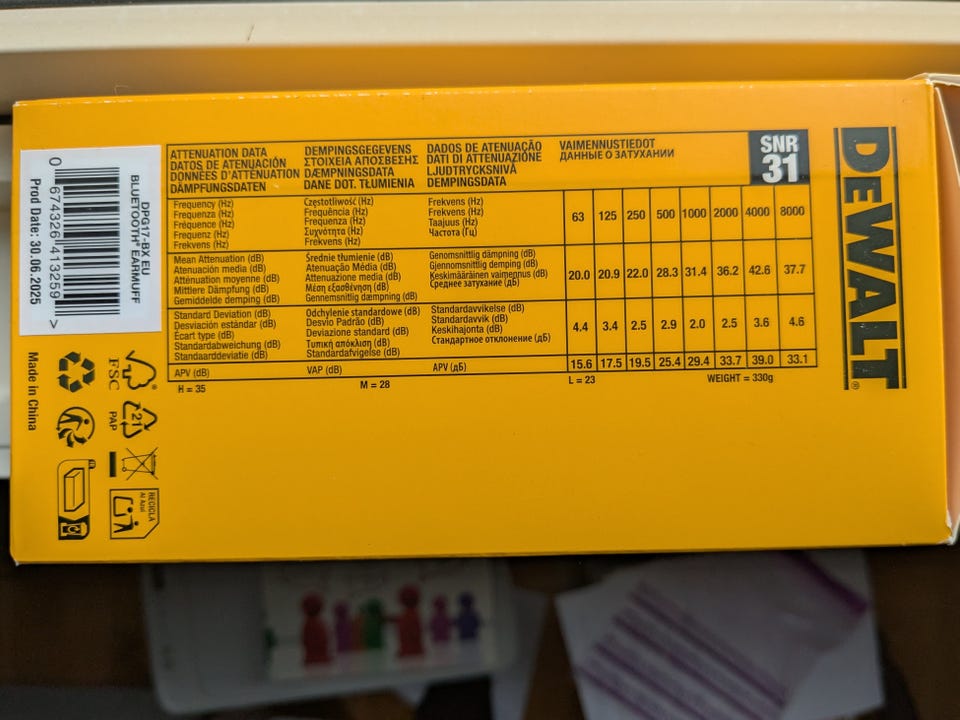 ATTENUATION DATA
DATOS DE ATENUACIÓN
DONNÉES D'ATTÉNUATION
DÄMPFUNGSDATEN
DEMPINGSGEGEVENS
ΣΤΟΙΧΕΙΑ ΑΠΟΣΒΕΣΗΣ
DÆMPNINGSDATA
DANE DOT. TŁUMIENIA
DADOS DE ATENUAÇÃO
DATI DI ATTENUAZIONE
LJUDTRYCKSNIVÅ
DEMPINGSDATA
VAIMENNUSTIEDOT
ДАННЫЕ О ЗАТУХАНИИ
SNR
31
Frequency (Hz)
Frecuenza (Hz)
Fréquence (Hz)
Frequenz (Hz)
Frekvens (Hz)
Częstotliwość (Hz)
Frequência (Hz)
Frequenza (Hz)
Συχνότητα (Hz)
Frekvens (Hz)
Frekvens (Hz)
Frekvens (Hz)
Taajuus (Hz)
Частота (Гц)
63 125 250 500 1000 2000 4000 8000
Mean Attenuation (dB)
Atenuación media (dB)
Atténuation moyenne (dB)
Mittlere Dämpfung (dB)
Gemiddelde demping (dB)
Średnie tłumienie (dB)
Atenuação Média (dB)
Attenuazione media (dB)
Μέση εξασθένηση (dB)
Gennemsnitlig dæmpning (dB)
Genomsnittlig dämpning (dB)
Gjennomsnittlig demping (dB)
Keskimääräinen vaimennus (dB)
Среднее затухание (дБ)
20.0 20.9 22.0 28.3 31.4 36.2 42.6 37.7
Standard Deviation (dB)
Desviación estándar (dB)
Écart type (dB)
Standardabweichung (dB)
Standaarddeviatie (dB)
Odchylenie standardowe (dB)
Desvio Padrão (dB)
Deviazione standard (dB)
Τυπική απόκλιση (dB)
Standardafvigelse (dB)
Standardavvikelse (dB)
Standardavvik (dB)
Keskihajonta (dB)
Стандартное отклонение (дБ)
4.4 3.4 2.5 2.9 2.0 2.5 3.6 4.6
APV (dB) VAP (dB) APV (дБ) 15.6 17.5 19.5 25.4 29.4 33.7 39.0 33.1
H = 35 M = 28 L = 23 WEIGHT = 330g
DEWALT®
DPG17-BX EU
BLUETOOTH® EARMUFF
0 674326 413259 >
Prod Date: 30.06.2025
FSC
21
PAP
RECICLA
Al Azul
Made in China